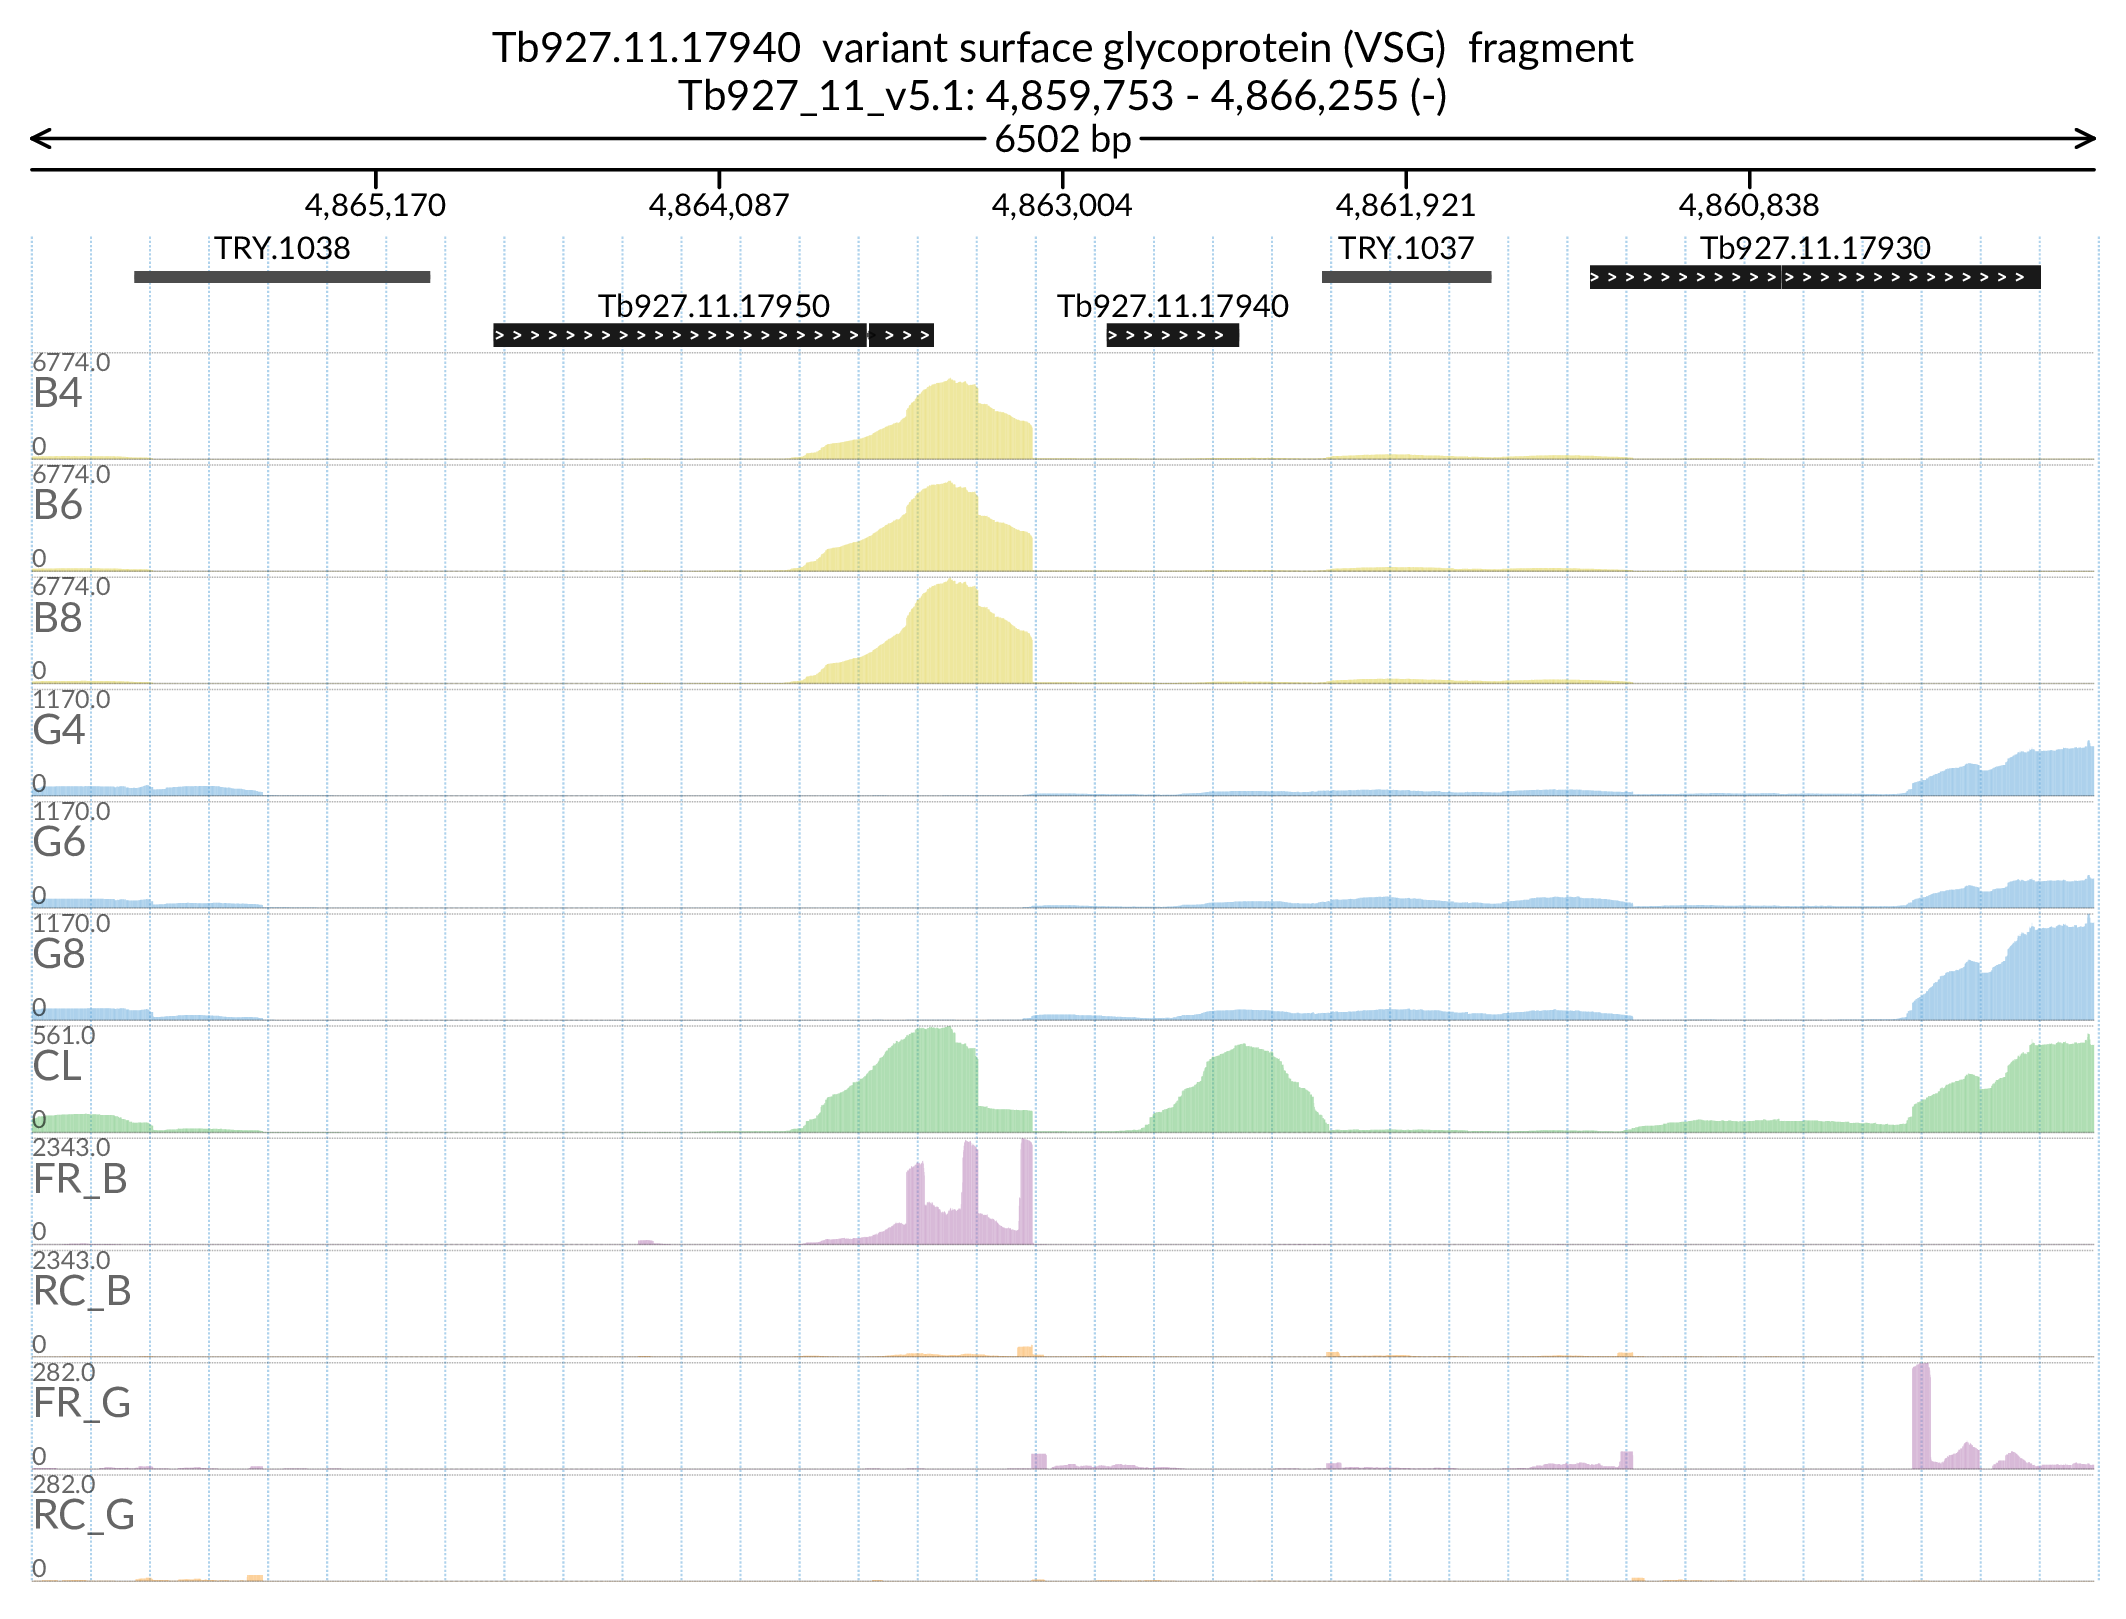 Tb927.11.17940 variant surface glycoprotein (VSG) fragment
Tb927_11_v5.1: 4,859,753 - 4,866,255 (-)
6502 bp
4,865,170 4,864,087 4,863,004 4,861,921 4,860,838
TRY.1038 TRY.1037 Tb927.11.17930
Tb927.11.17950 Tb927.11.17940
6774.0
B4
0
6774.0
B6
0
6774.0
B8
0
1170.0
G4
0
1170.0
G6
0
1170.0
G8
0
561.0
CL
0
2343.0
FR_B
0
2343.0
RC_B
0
282.0
FR_G
0
282.0
RC_G
0